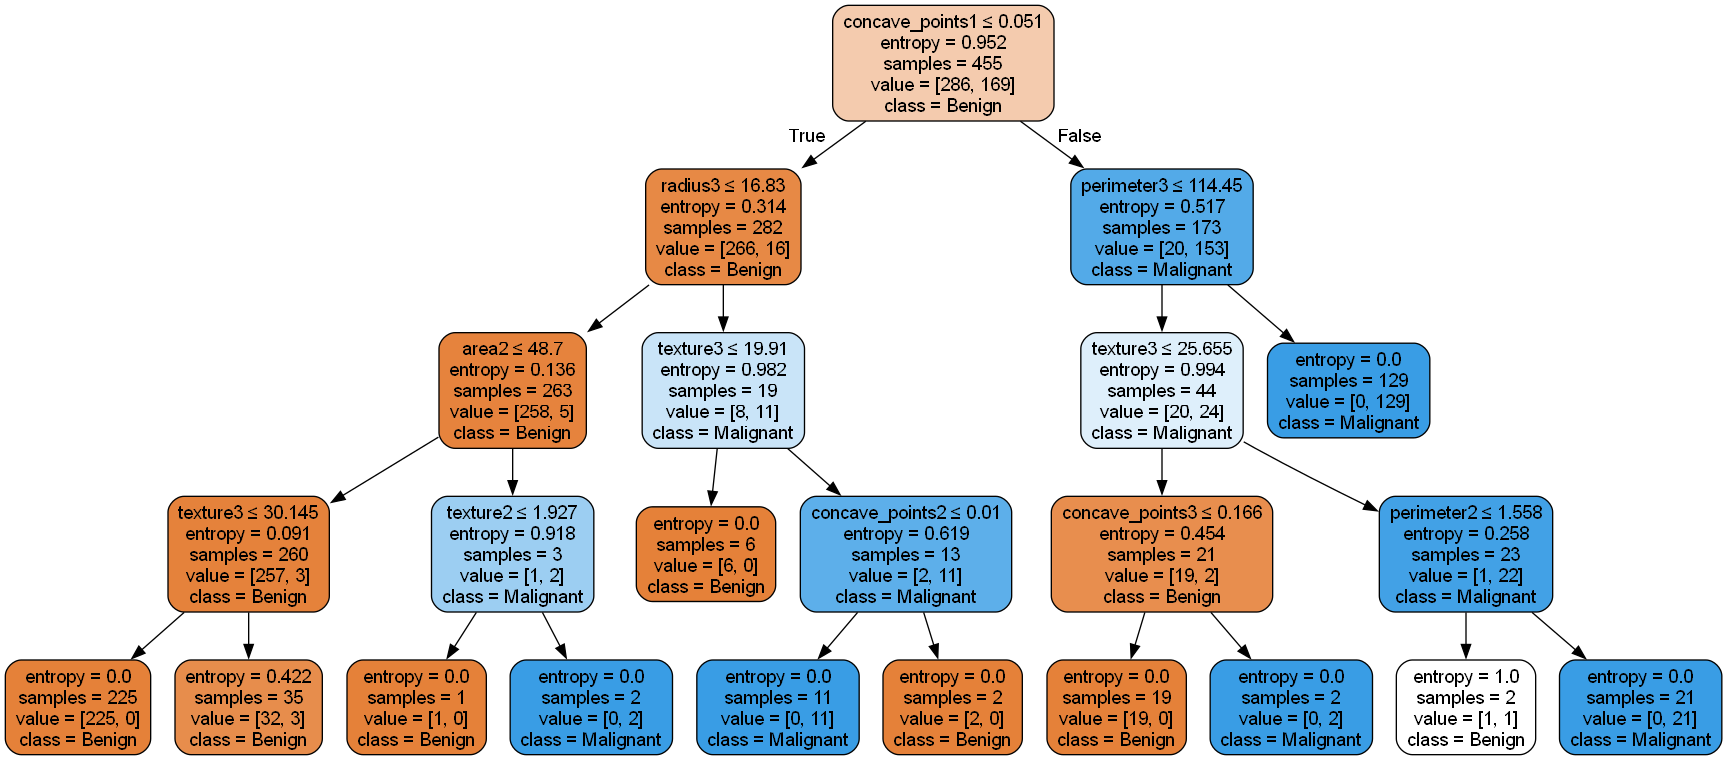 concave_points1 ≤ 0.051
entropy = 0.952
samples = 455
value = [286, 169]
class = Benign
True
False
radius3 ≤ 16.83
entropy = 0.314
samples = 282
value = [266, 16]
class = Benign
perimeter3 ≤ 114.45
entropy = 0.517
samples = 173
value = [20, 153]
class = Malignant
area2 ≤ 48.7
entropy = 0.136
samples = 263
value = [258, 5]
class = Benign
texture3 ≤ 19.91
entropy = 0.982
samples = 19
value = [8, 11]
class = Malignant
texture3 ≤ 25.655
entropy = 0.994
samples = 44
value = [20, 24]
class = Malignant
entropy = 0.0
samples = 129
value = [0, 129]
class = Malignant
texture3 ≤ 30.145
entropy = 0.091
samples = 260
value = [257, 3]
class = Benign
texture2 ≤ 1.927
entropy = 0.918
samples = 3
value = [1, 2]
class = Malignant
entropy = 0.0
samples = 6
value = [6, 0]
class = Benign
concave_points2 ≤ 0.01
entropy = 0.619
samples = 13
value = [2, 11]
class = Malignant
concave_points3 ≤ 0.166
entropy = 0.454
samples = 21
value = [19, 2]
class = Benign
perimeter2 ≤ 1.558
entropy = 0.258
samples = 23
value = [1, 22]
class = Malignant
entropy = 0.0
samples = 225
value = [225, 0]
class = Benign
entropy = 0.422
samples = 35
value = [32, 3]
class = Benign
entropy = 0.0
samples = 1
value = [1, 0]
class = Benign
entropy = 0.0
samples = 2
value = [0, 2]
class = Malignant
entropy = 0.0
samples = 11
value = [0, 11]
class = Malignant
entropy = 0.0
samples = 2
value = [2, 0]
class = Benign
entropy = 0.0
samples = 19
value = [19, 0]
class = Benign
entropy = 0.0
samples = 2
value = [0, 2]
class = Malignant
entropy = 1.0
samples = 2
value = [1, 1]
class = Benign
entropy = 0.0
samples = 21
value = [0, 21]
class = Malignant